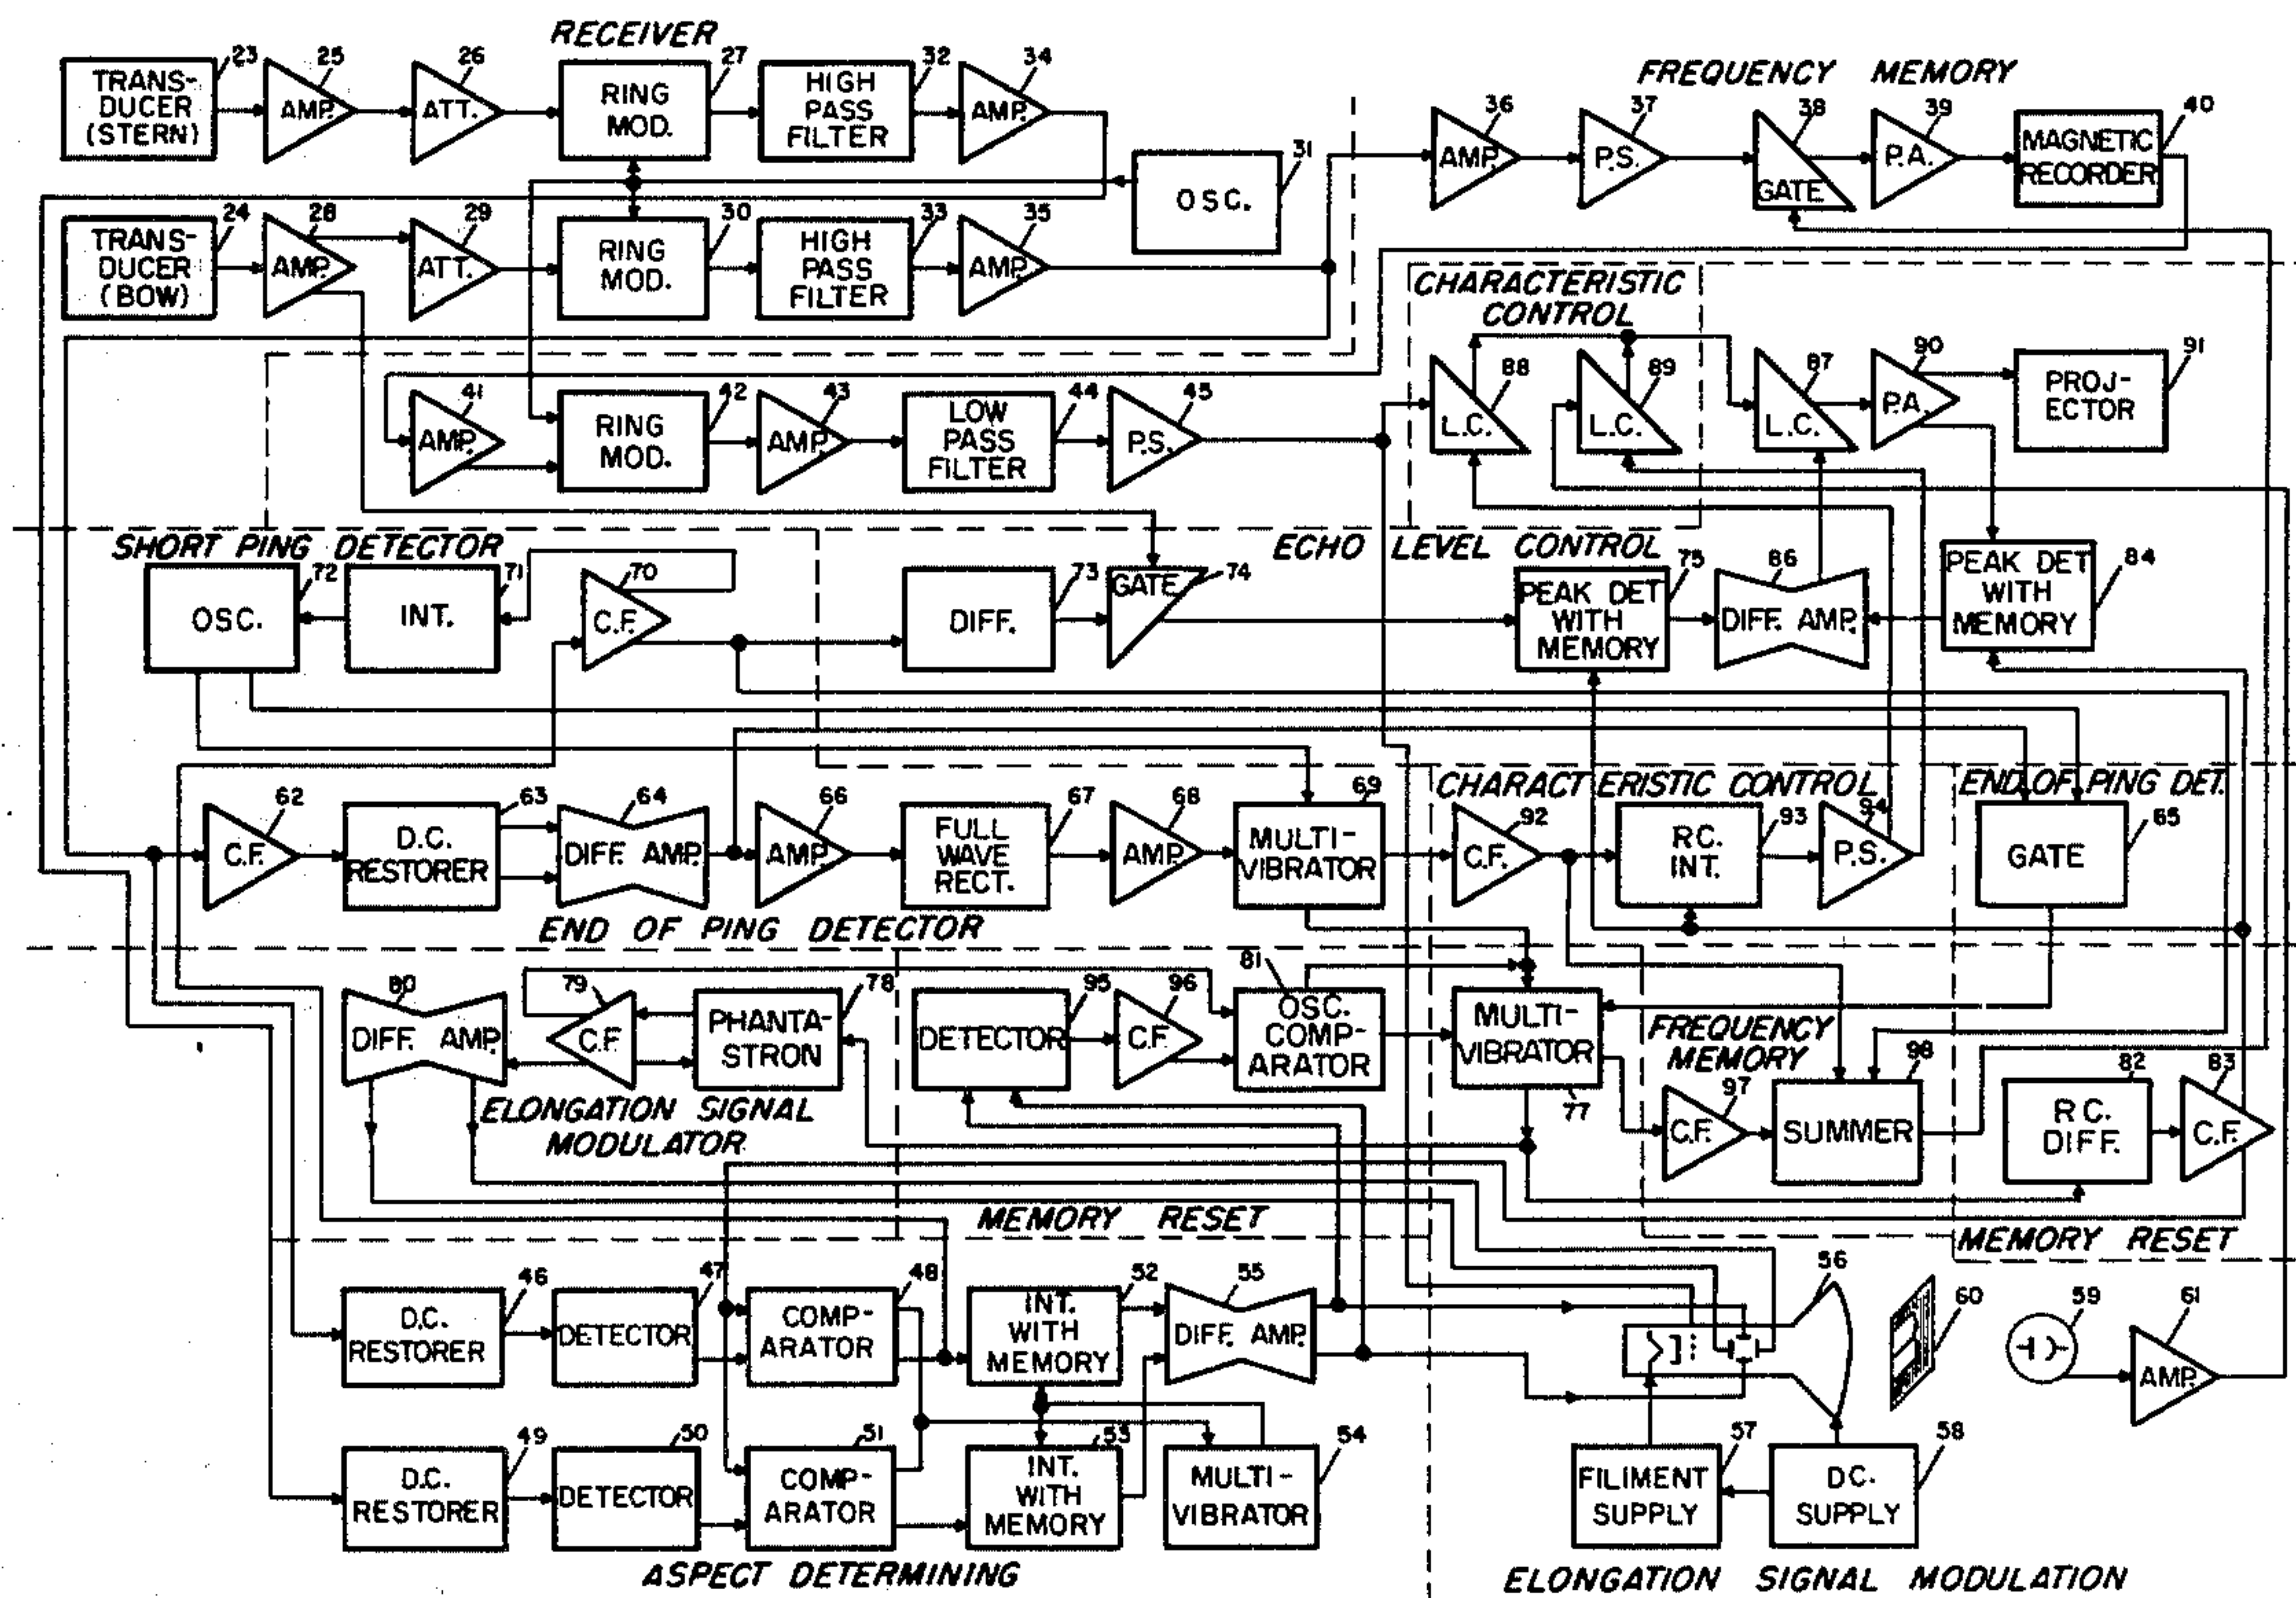 RECEIVER
FREQUENCY MEMORY
TRANS-
DUCER
(STERN)
23
AMP.
25
ATT.
26
RING
MOD.
27
HIGH
PASS
FILTER
32
AMP.
34
OSC.
31
AMP.
36
P.S.
37
GATE
38
P.A.
39
MAGNETIC
RECORDER
40
TRANS-
DUCER
(BOW)
24
AMP.
28
ATT.
29
RING
MOD.
30
HIGH
PASS
FILTER
33
AMP.
35
CHARACTERISTIC
CONTROL
AMP.
41
RING
MOD.
42
AMP.
43
LOW
PASS
FILTER
44
P.S.
45
L.C.
88
L.C.
89
L.C.
87
P.A.
90
PROJ-
ECTOR
91
SHORT PING DETECTOR
ECHO LEVEL CONTROL
OSC.
72
INT.
71
C.F.
70
DIFF.
73
GATE
74
PEAK DET
WITH
MEMORY
75
DIFF. AMP.
86
PEAK DET
WITH
MEMORY
84
CHARACTERISTIC CONTROL
END OF PING DET.
C.F.
62
D.C.
RESTORER
63
DIFF. AMP.
64
AMP.
66
FULL
WAVE
RECT.
67
AMP.
68
MULTI-
VIBRATOR
69
C.F.
92
RC.
INT.
93
P.S.
94
GATE
65
END OF PING DETECTOR
DIFF. AMP.
80
C.F.
79
PHANTA-
STRON
78
DETECTOR
95
C.F.
96
OSC.
COMP-
ARATOR
81
MULTI-
VIBRATOR
77
FREQUENCY
MEMORY
C.F.
97
SUMMER
98
R C.
DIFF.
82
C.F.
83
ELONGATION SIGNAL
MODULATOR
MEMORY RESET
MEMORY RESET
D.C.
RESTORER
46
DETECTOR
47
COMP-
ARATOR
48
INT.
WITH
MEMORY
52
DIFF. AMP.
55
56
60
59
AMP.
61
D.C.
RESTORER
49
DETECTOR
50
COMP-
ARATOR
51
INT.
WITH
MEMORY
53
MULTI-
VIBRATOR
54
FILIMENT
SUPPLY
57
DC.
SUPPLY
58
ASPECT DETERMINING
ELONGATION SIGNAL MODULATION